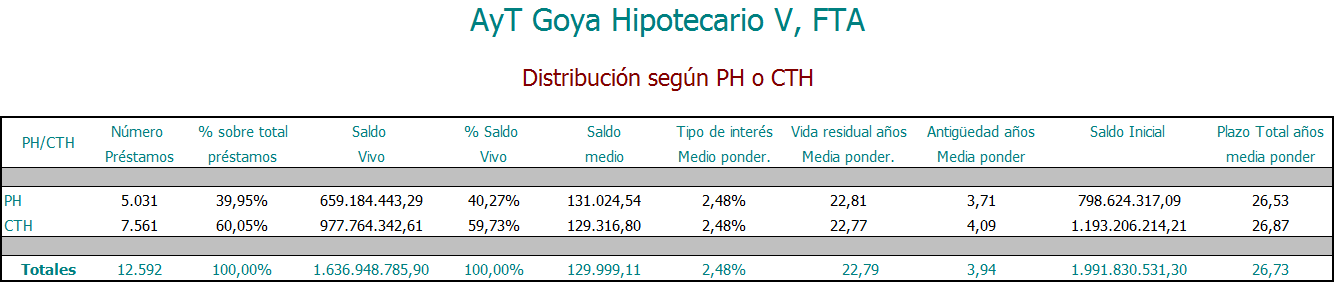 AyT Goya Hipotecario V, FTA
Distribución según PH o CTH
PH/CTH Número Préstamos % sobre total préstamos Saldo Vivo % Saldo Vivo Saldo medio Tipo de interés Medio ponder. Vida residual años Media ponder. Antigüedad años Media ponder Saldo Inicial Plazo Total años media ponder
PH 5.031 39,95% 659.184.443,29 40,27% 131.024,54 2,48% 22,81 3,71 798.624.317,09 26,53
CTH 7.561 60,05% 977.764.342,61 59,73% 129.316,80 2,48% 22,77 4,09 1.193.206.214,21 26,87
Totales 12.592 100,00% 1.636.948.785,90 100,00% 129.999,11 2,48% 22,79 3,94 1.991.830.531,30 26,73